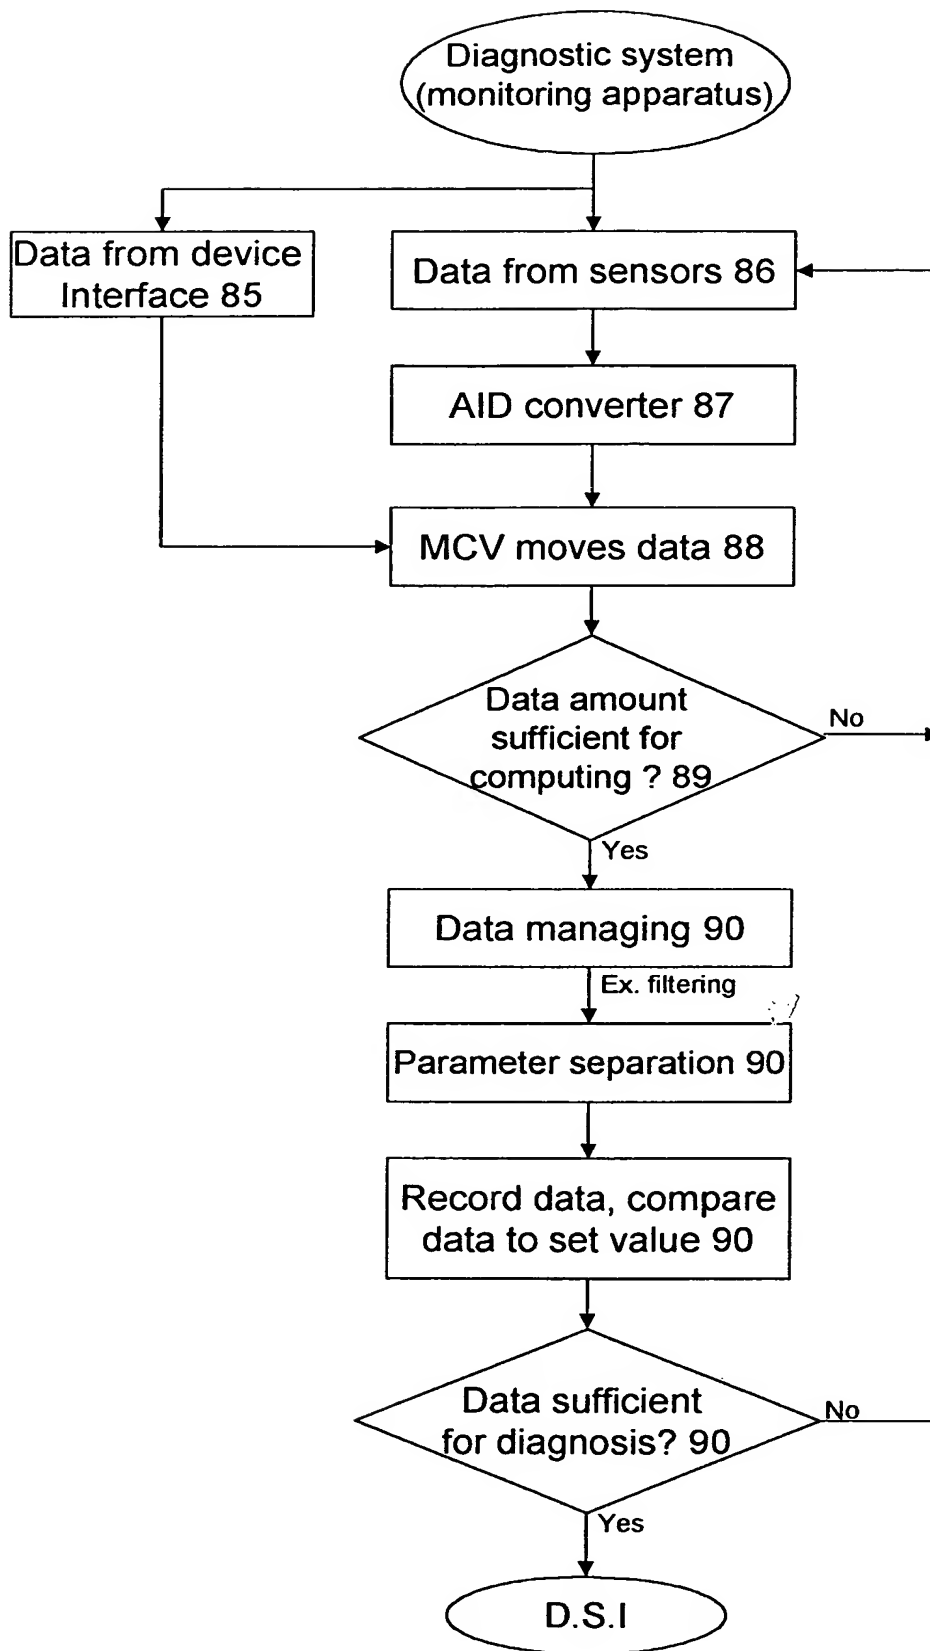 Diagnostic system
(monitoring apparatus)
Data from device
Interface 85
Data from sensors 86
AID converter 87
MCV moves data 88
Data amount
sufficient for
computing ? 89
No
Yes
Data managing 90
Ex. filtering
Parameter separation 90
Record data, compare
data to set value 90
Data sufficient
for diagnosis? 90
No
Yes
D.S.I